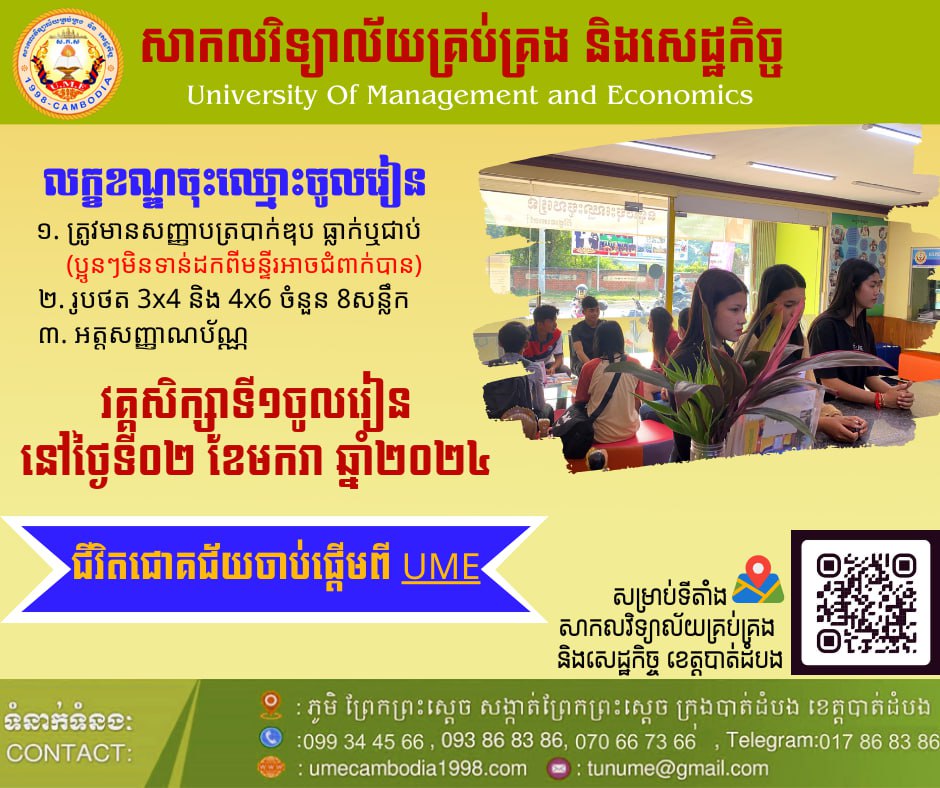 សាកលវិទ្យាល័យគ្រប់គ្រង និងសេដ្ឋកិច្ច
University Of Management and Economics
ស. គ.ស
U.M.E
1998-CAMBODIA
លក្ខខណ្ឌចុះឈ្មោះចូលរៀន
១. ត្រូវមានសញ្ញាបត្របាក់ឌុប ធ្លាក់ឬជាប់
(ប្អូនៗមិនទាន់ដកពីមន្ទីរអាចជំពាក់បាន)
២. រូបថត 3x4 និង 4x6 ចំនួន 8សន្លឹក
៣. អត្តសញ្ញាណប័ណ្ណ
វគ្គសិក្សាទី១ចូលរៀន
នៅថ្ងៃទី០២ ខែមករា ឆ្នាំ២០២៤
ជីវិតជោគជ័យចាប់ផ្ដើមពី UME
សម្រាប់ទីតាំង
សាកលវិទ្យាល័យគ្រប់គ្រង
និងសេដ្ឋកិច្ច ខេត្តបាត់ដំបង
ទំនាក់ទំនង:
CONTACT:
: ភូមិ ព្រែកព្រះស្ដេច សង្កាត់ព្រែកព្រះស្ដេច ក្រុងបាត់ដំបង ខេត្តបាត់ដំបង
:099 34 45 66 , 093 86 83 86, 070 66 73 66 , Telegram:017 86 83 86
: umecambodia1998.com : tunume@gmail.com